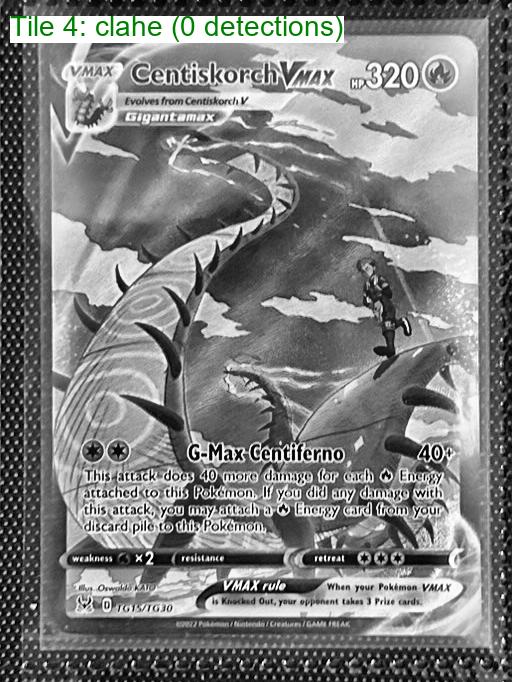 Tile 4: clahe (0 detections)
VMAX Centiskorch VMAX HP 320
Evolves from Centiskorch V
Gigantamax
G-Max Centiferno 40+
This attack does 40 more damage for each Energy
attached to this Pokémon. If you did any damage with
this attack, you may attach a Energy card from your
discard pile to this Pokémon.
weakness ×2 resistance retreat
Illus. Oswaldo KATO
VMAX rule When your Pokémon VMAX
is Knocked Out, your opponent takes 3 Prize cards.
D TG15/TG30
©2022 Pokémon / Nintendo / Creatures / GAME FREAK